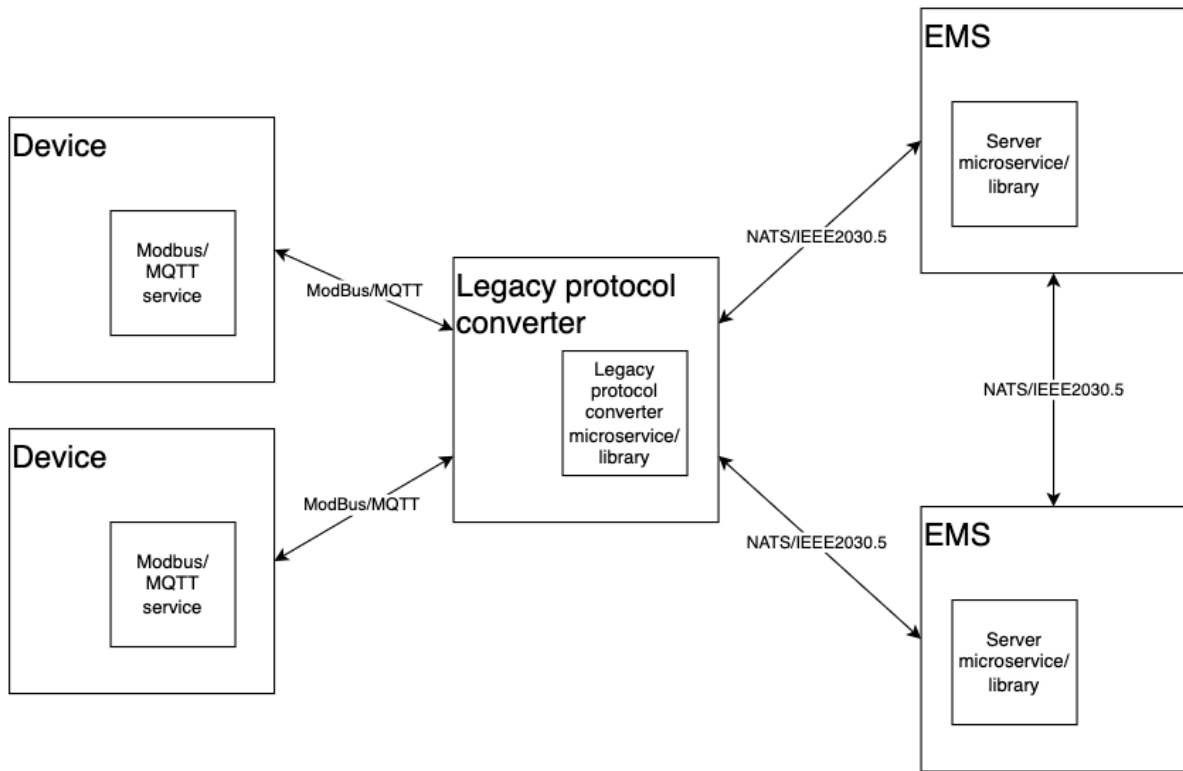 Device
Modbus/
MQTT
service
ModBus/MQTT
Device
Modbus/
MQTT
service
ModBus/MQTT
Legacy protocol
converter
Legacy
protocol
converter
microservice/
library
NATS/IEEE2030.5
NATS/IEEE2030.5
EMS
Server
microservice/
library
NATS/IEEE2030.5
EMS
Server
microservice/
library